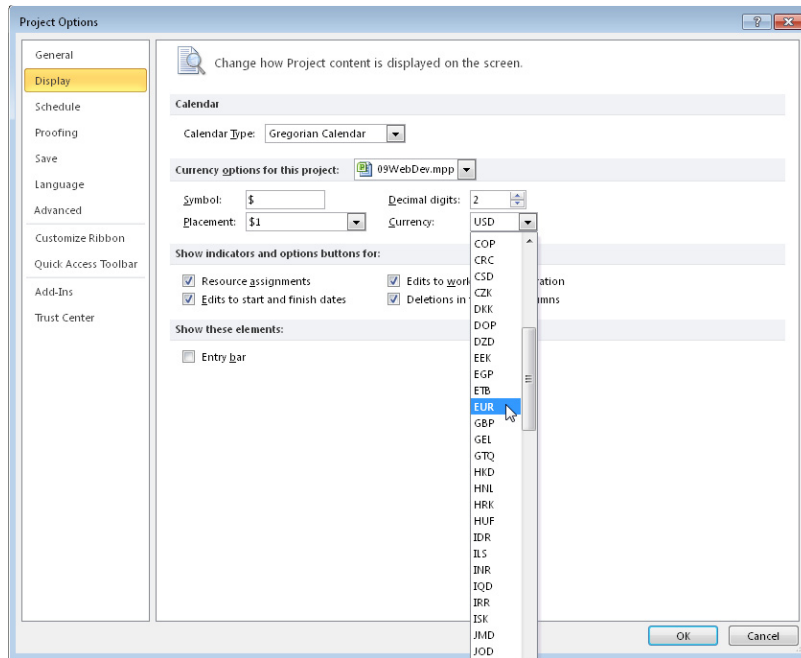 Project Options
General
Display
Schedule
Proofing
Save
Language
Advanced
Customize Ribbon
Quick Access Toolbar
Add-Ins
Trust Center
Change how Project content is displayed on the screen.
Calendar
Calendar Type: Gregorian Calendar
Currency options for this project: 09WebDev.mpp
Symbol: $ Decimal digits: 2
Placement: $1 Currency: USD
COP
CRC
CSD
CZK
DKK
DOP
DZD
EEK
EGP
ETB
EUR
GBP
GEL
GTQ
HKD
HNL
HRK
HUF
IDR
ILS
INR
IQD
IRR
ISK
JMD
JOD
Show indicators and options buttons for:
Resource assignments Edits to
Edits to start and finish dates Deletions in
Show these elements:
Entry bar
OK Cancel